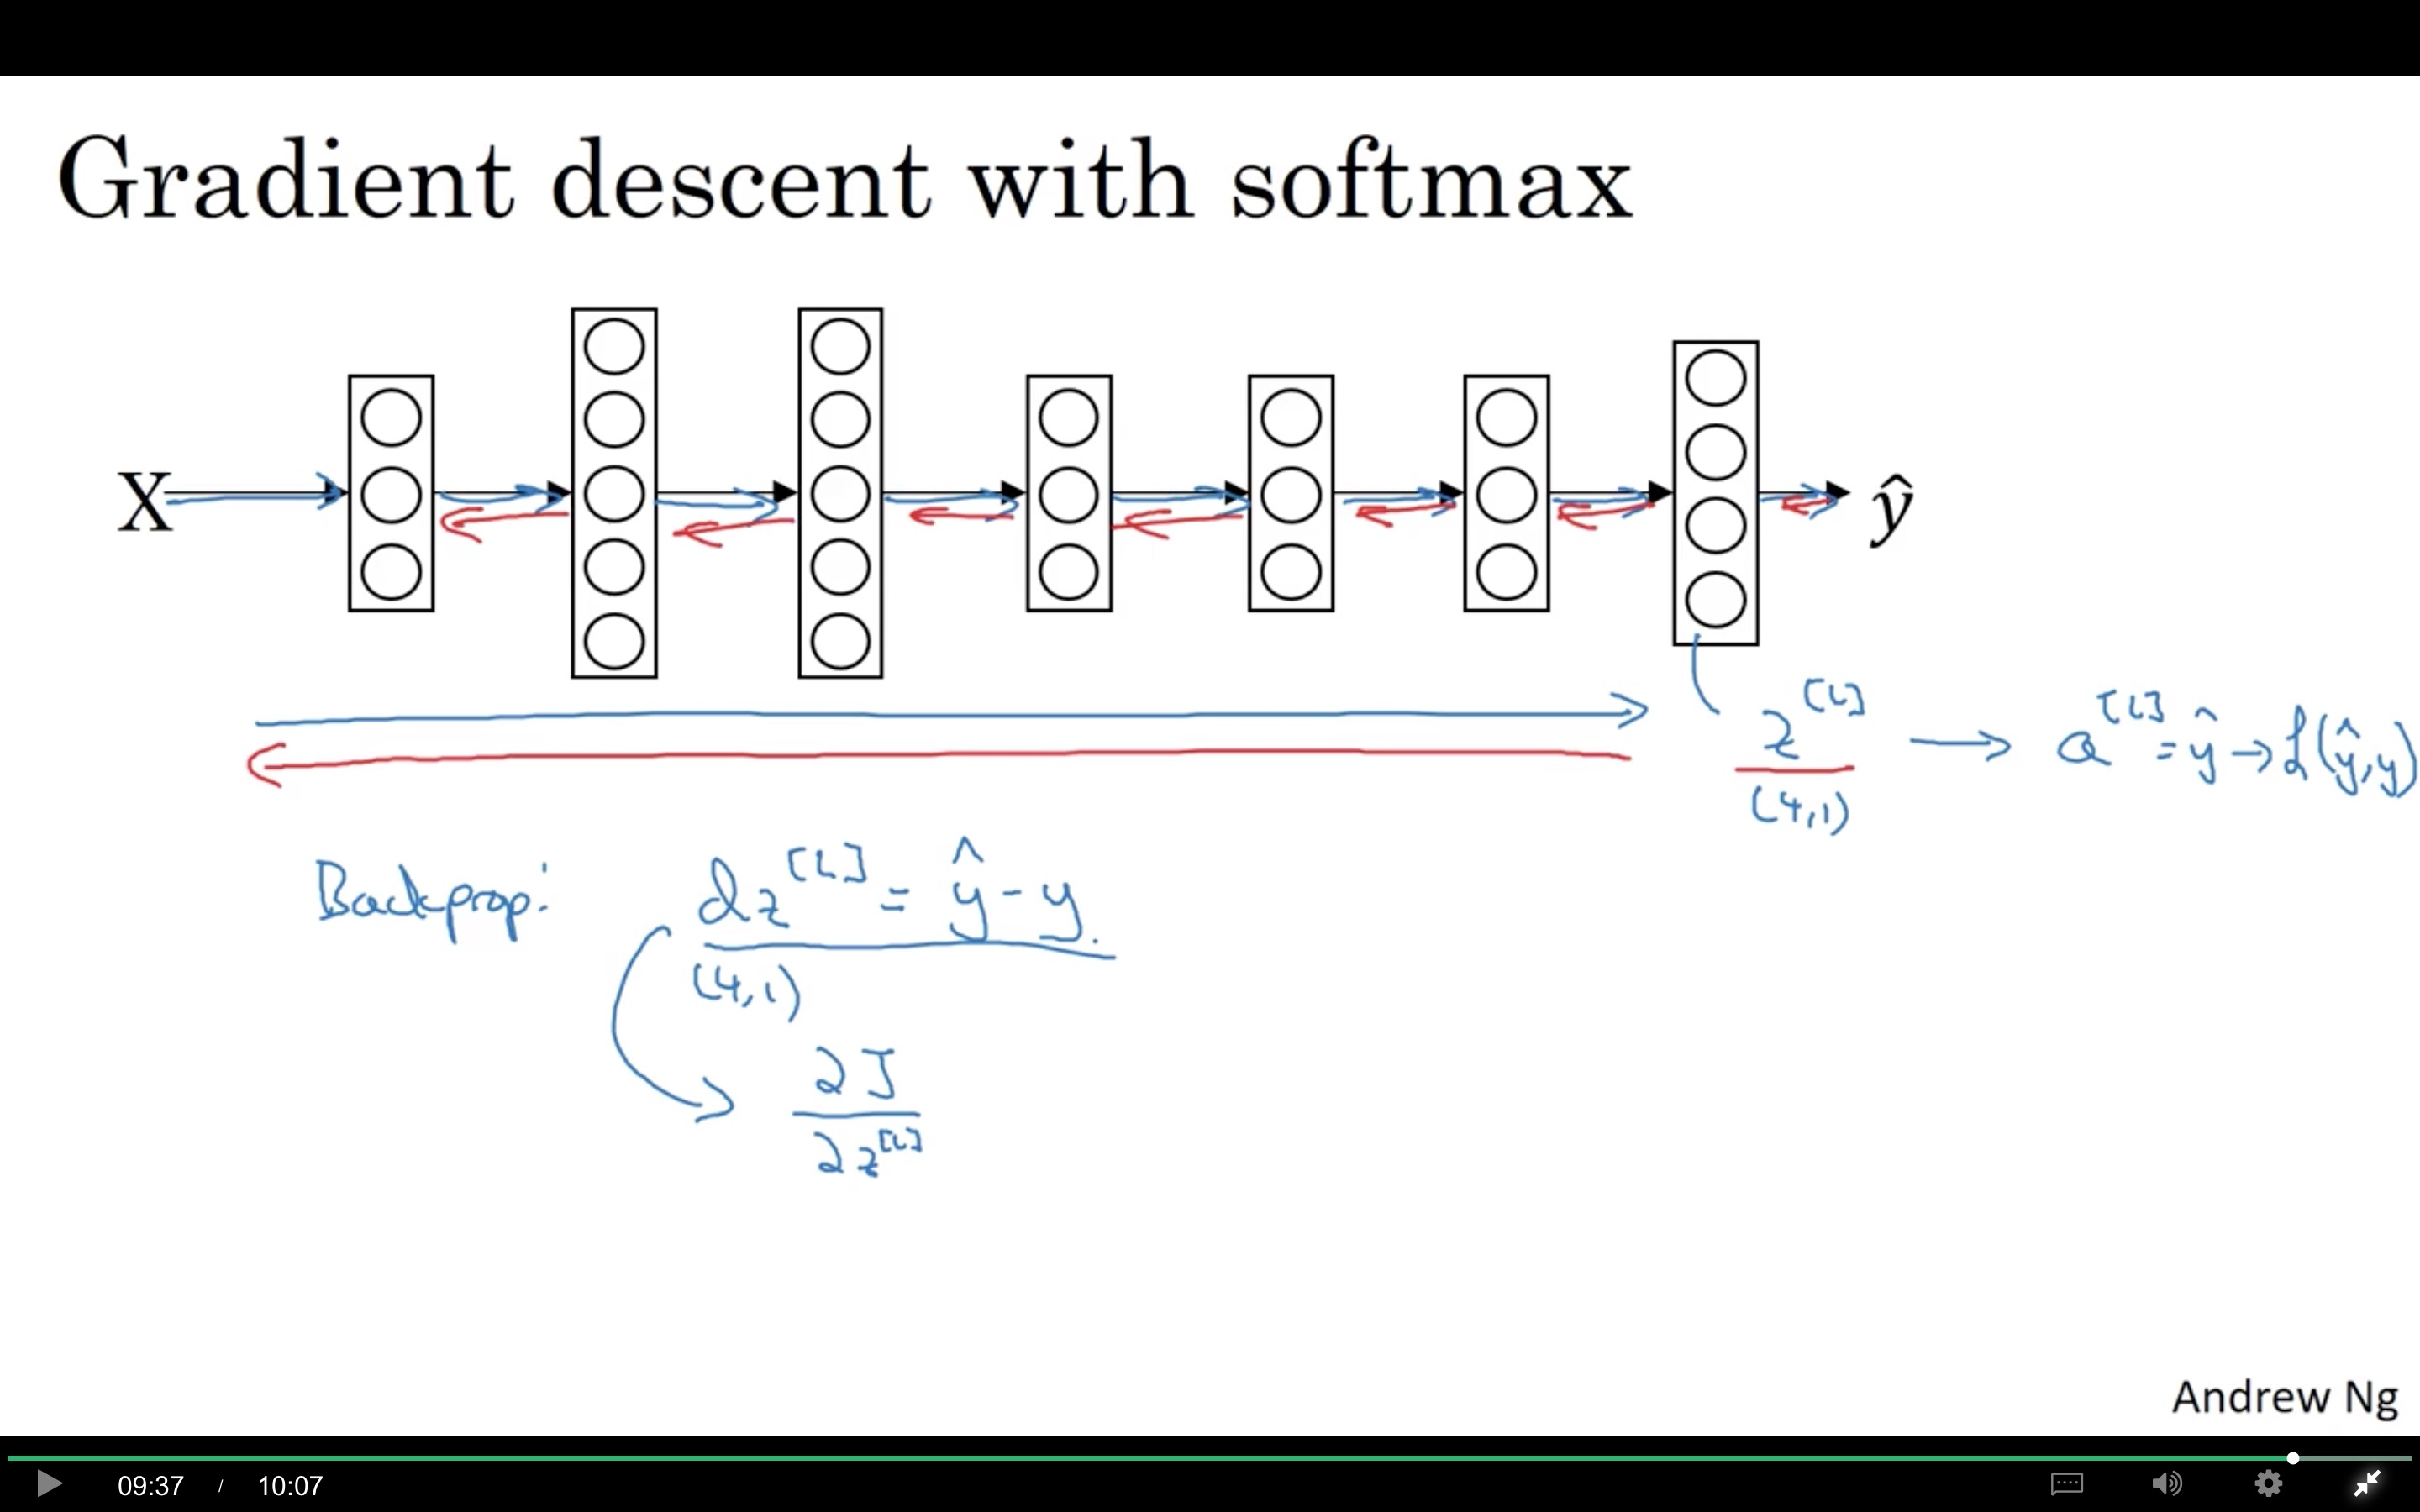 Gradient descent with softmax
X
ŷ
z^[L] → a^[L] = ŷ → ℒ(ŷ, y)
(4,1)
Backprop: dz^[L] = ŷ - y.
(4,1)
∂J
∂z^[L]
Andrew Ng
09:37 / 10:07